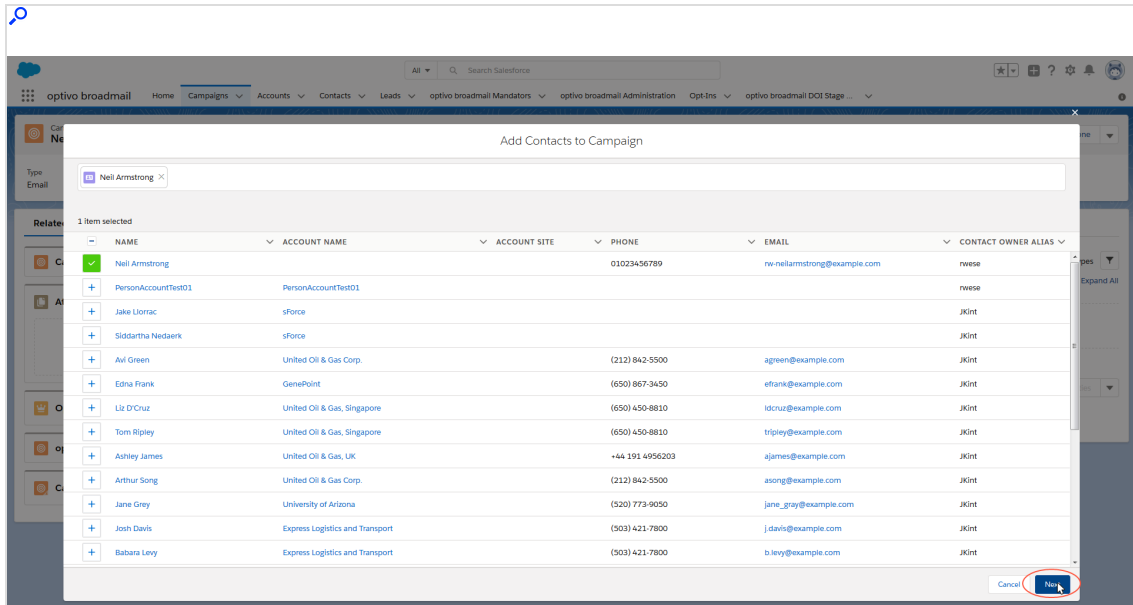 All Search Salesforce
optivo broadmail Home Campaigns Accounts Contacts Leads optivo broadmail Mandators optivo broadmail Administration Opt-Ins optivo broadmail DOI Stage ...
Add Contacts to Campaign
Type
Email
Neil Armstrong
1 item selected
NAME ACCOUNT NAME ACCOUNT SITE PHONE EMAIL CONTACT OWNER ALIAS
Neil Armstrong 01023456789 rw-neilarmstrong@example.com rwese
PersonAccountTest01 PersonAccountTest01 rwese
Expand All
Jake Llorrac sForce JKint
Siddartha Nedaerk sForce JKint
Avi Green United Oil & Gas Corp. (212) 842-5500 agreen@example.com JKint
Edna Frank GenePoint (650) 867-3450 efrank@example.com JKint
Liz D'Cruz United Oil & Gas, Singapore (650) 450-8810 ldcruz@example.com JKint
Tom Ripley United Oil & Gas, Singapore (650) 450-8810 tripley@example.com JKint
Ashley James United Oil & Gas, UK +44 191 4956203 ajames@example.com JKint
Arthur Song United Oil & Gas Corp. (212) 842-5500 asong@example.com JKint
Jane Grey University of Arizona (520) 773-9050 jane_gray@example.com JKint
Josh Davis Express Logistics and Transport (503) 421-7800 j.davis@example.com JKint
Babara Levy Express Logistics and Transport (503) 421-7800 b.levy@example.com JKint
Cancel Next